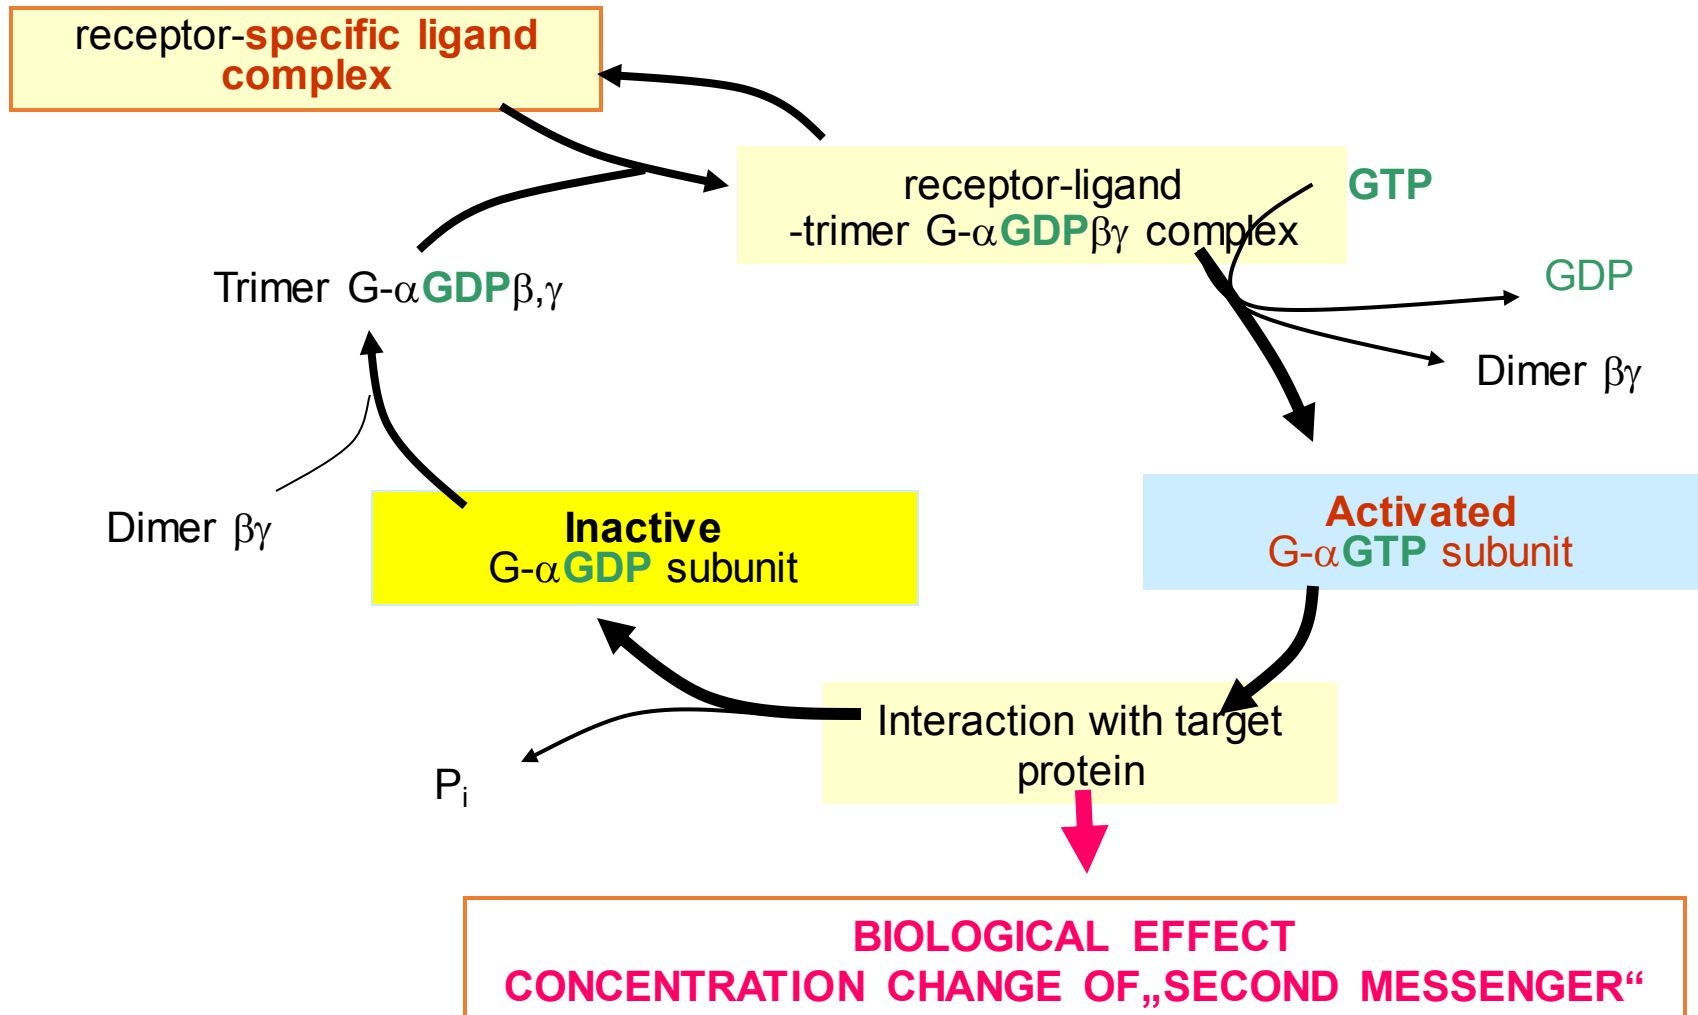 receptor-specific ligand
complex
receptor-ligand
-trimer G-αGDPβγ complex
GTP
GDP
Trimer G-αGDPβ,γ
Dimer βγ
Activated
G-αGTP subunit
Inactive
G-αGDP subunit
Dimer βγ
Interaction with target
protein
Pi
BIOLOGICAL EFFECT
CONCENTRATION CHANGE OF„SECOND MESSENGER“